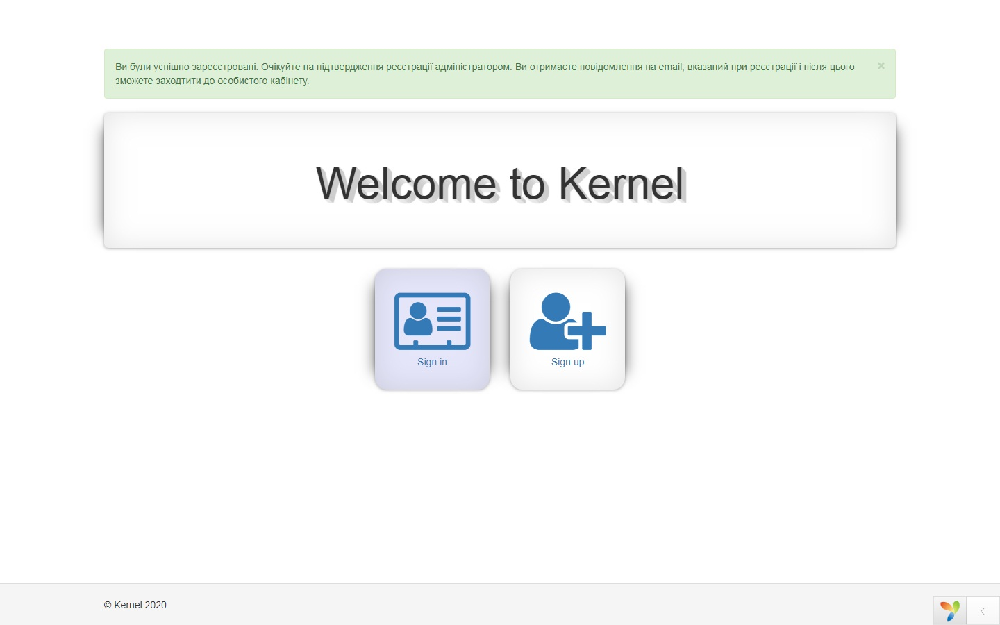 Ви були успішно зареєстровані. Очікуйте на підтвердження реєстрації адміністратором. Ви отримаєте повідомлення на email, вказаний при реєстрації і після цього
зможете заходтити до особистого кабінету.
×
Welcome to Kernel
Sign in
Sign up
© Kernel 2020